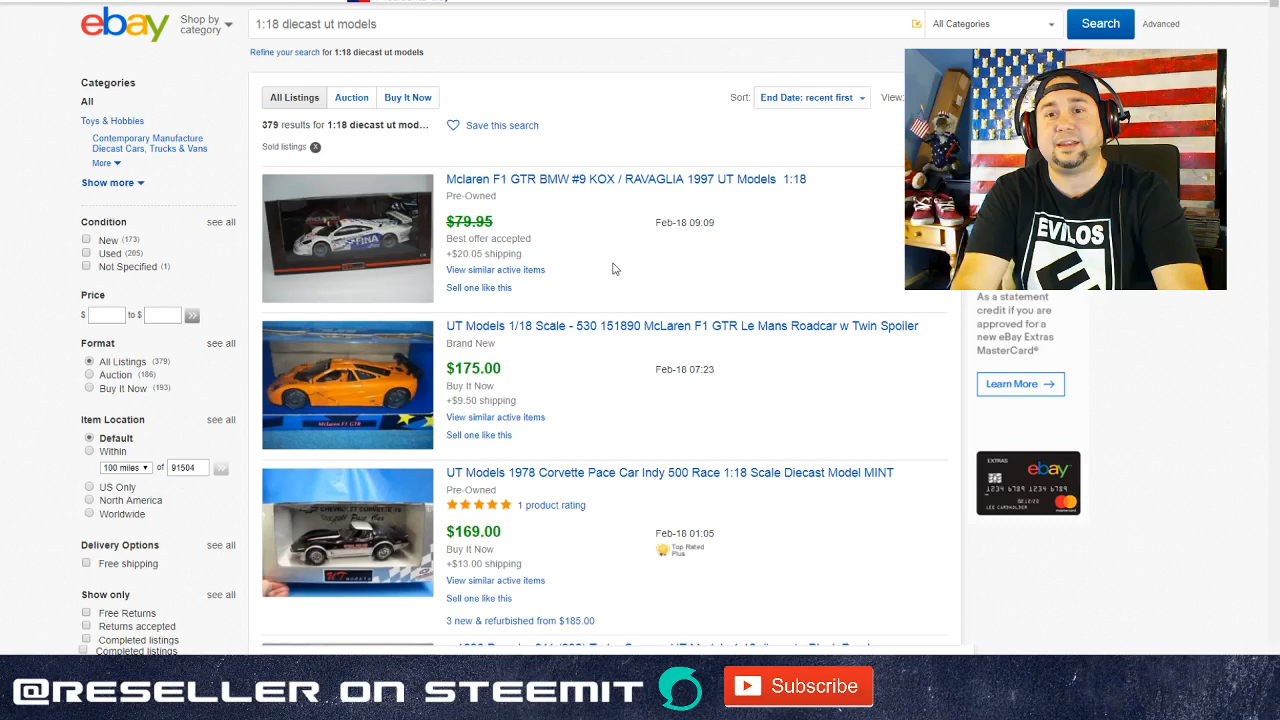 ebay
Shop by
category
1:18 diecast ut models
All Categories
Search
Advanced
Refine your search for 1:18 diecast ut models
Categories
All
Toys & Hobbies
Contemporary Manufacture
Diecast Cars, Trucks & Vans
More
Show more
Condition
see all
New (173)
Used (205)
Not Specified (1)
Price
$
to $
Format
see all
All Listings (379)
Auction (186)
Buy It Now (193)
Item Location
see all
Default
Within
100 miles
of
91504
US Only
North America
Worldwide
Delivery Options
see all
Free shipping
Show only
see all
Free Returns
Returns accepted
Completed listings
Completed listings
All Listings
Auction
Buy It Now
Sort:
End Date: recent first
View:
379 results for 1:18 diecast ut mod...
Save this search
Sold listings
Mclaren F1 GTR BMW #9 KOX / RAVAGLIA 1997 UT Models 1:18
Pre-Owned
$79.95
Feb-18 09:09
Best offer accepted
+$20.05 shipping
View similar active items
Sell one like this
FINA
UT Models 1/18 Scale - 530 151890 McLaren F1 GTR Le Mans Roadcar w Twin Spoiler
Brand New
$175.00
Feb-18 07:23
Buy It Now
+$9.50 shipping
View similar active items
Sell one like this
McLaren F1 GTR
UT Models 1978 Corvette Pace Car Indy 500 Race 1:18 Scale Diecast Model MINT
Pre-Owned
1 product rating
$169.00
Feb-18 01:05
Top Rated
Plus
Buy It Now
+$13.00 shipping
View similar active items
Sell one like this
3 new & refurbished from $185.00
UT
models
EVILOS
E
As a statement
credit if you are
approved for a
new eBay Extras
MasterCard®
Learn More
EXTRAS
ebay
LEE CARDHOLDER
@RESELLER ON STEEMIT
Subscribe